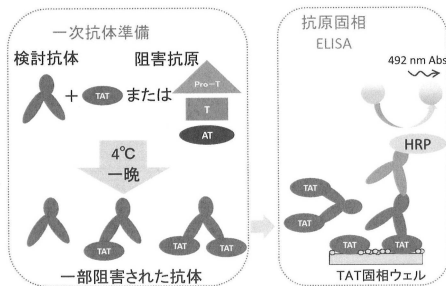 一次抗体準備
検討抗体
阻害抗原
+ TAT または
Pro-T
T
AT
4℃
一晩
TAT
TAT
TAT
一部阻害された抗体
抗原固相
ELISA
492 nm Abs
HRP
TAT
TAT
TAT
TAT
TAT固相ウェル